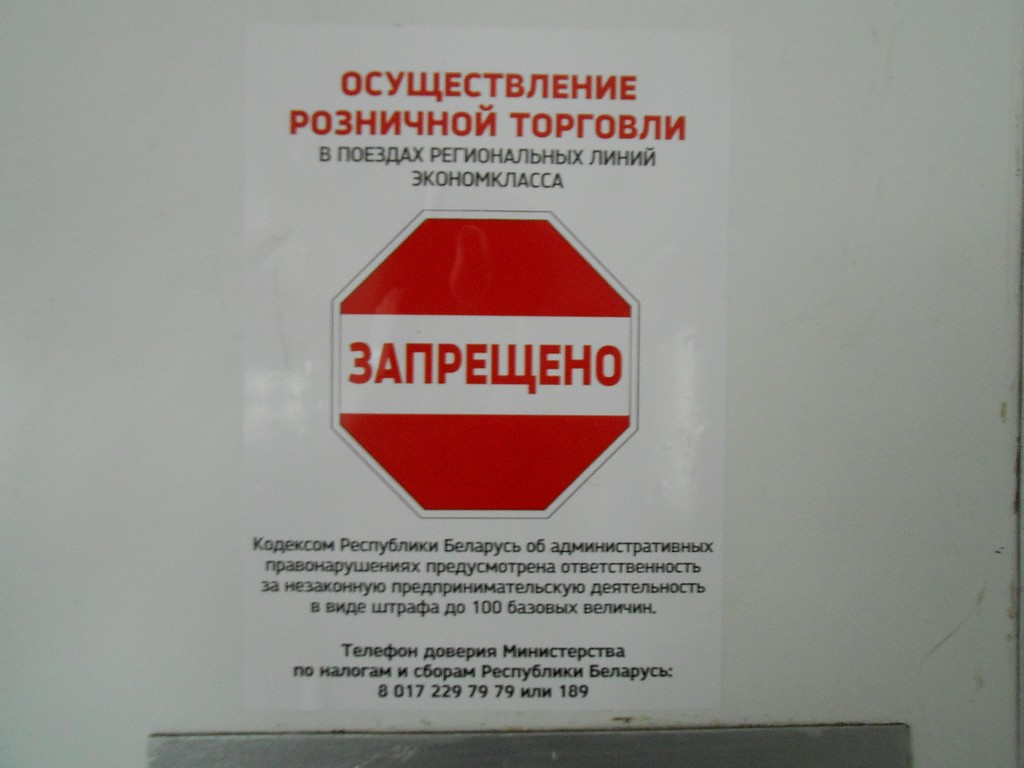 ОСУЩЕСТВЛЕНИЕ
РОЗНИЧНОЙ ТОРГОВЛИ
В ПОЕЗДАХ РЕГИОНАЛЬНЫХ ЛИНИЙ
ЭКОНОМКЛАССА
ЗАПРЕЩЕНО
Кодексом Республики Беларусь об административных
правонарушениях предусмотрена ответственность
за незаконную предпринимательскую деятельность
в виде штрафа до 100 базовых величин.
Телефон доверия Министерства
по налогам и сборам Республики Беларусь:
8 017 229 79 79 или 189